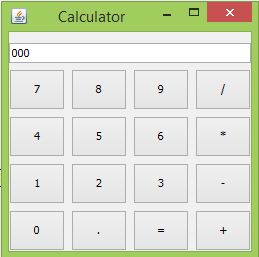 Calculator
000
7 8 9 /
4 5 6 *
1 2 3 -
0 . = +